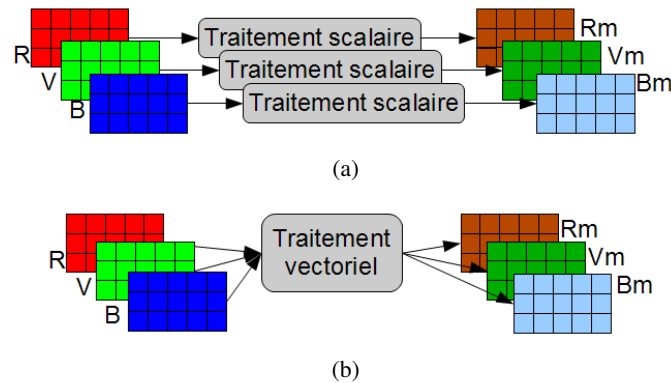 Traitement scalaire
Rm
R
Traitement scalaire
Vm
V
Traitement scalaire
Bm
B
(a)
Traitement
vectoriel
Rm
R
Vm
V
Bm
B
(b)